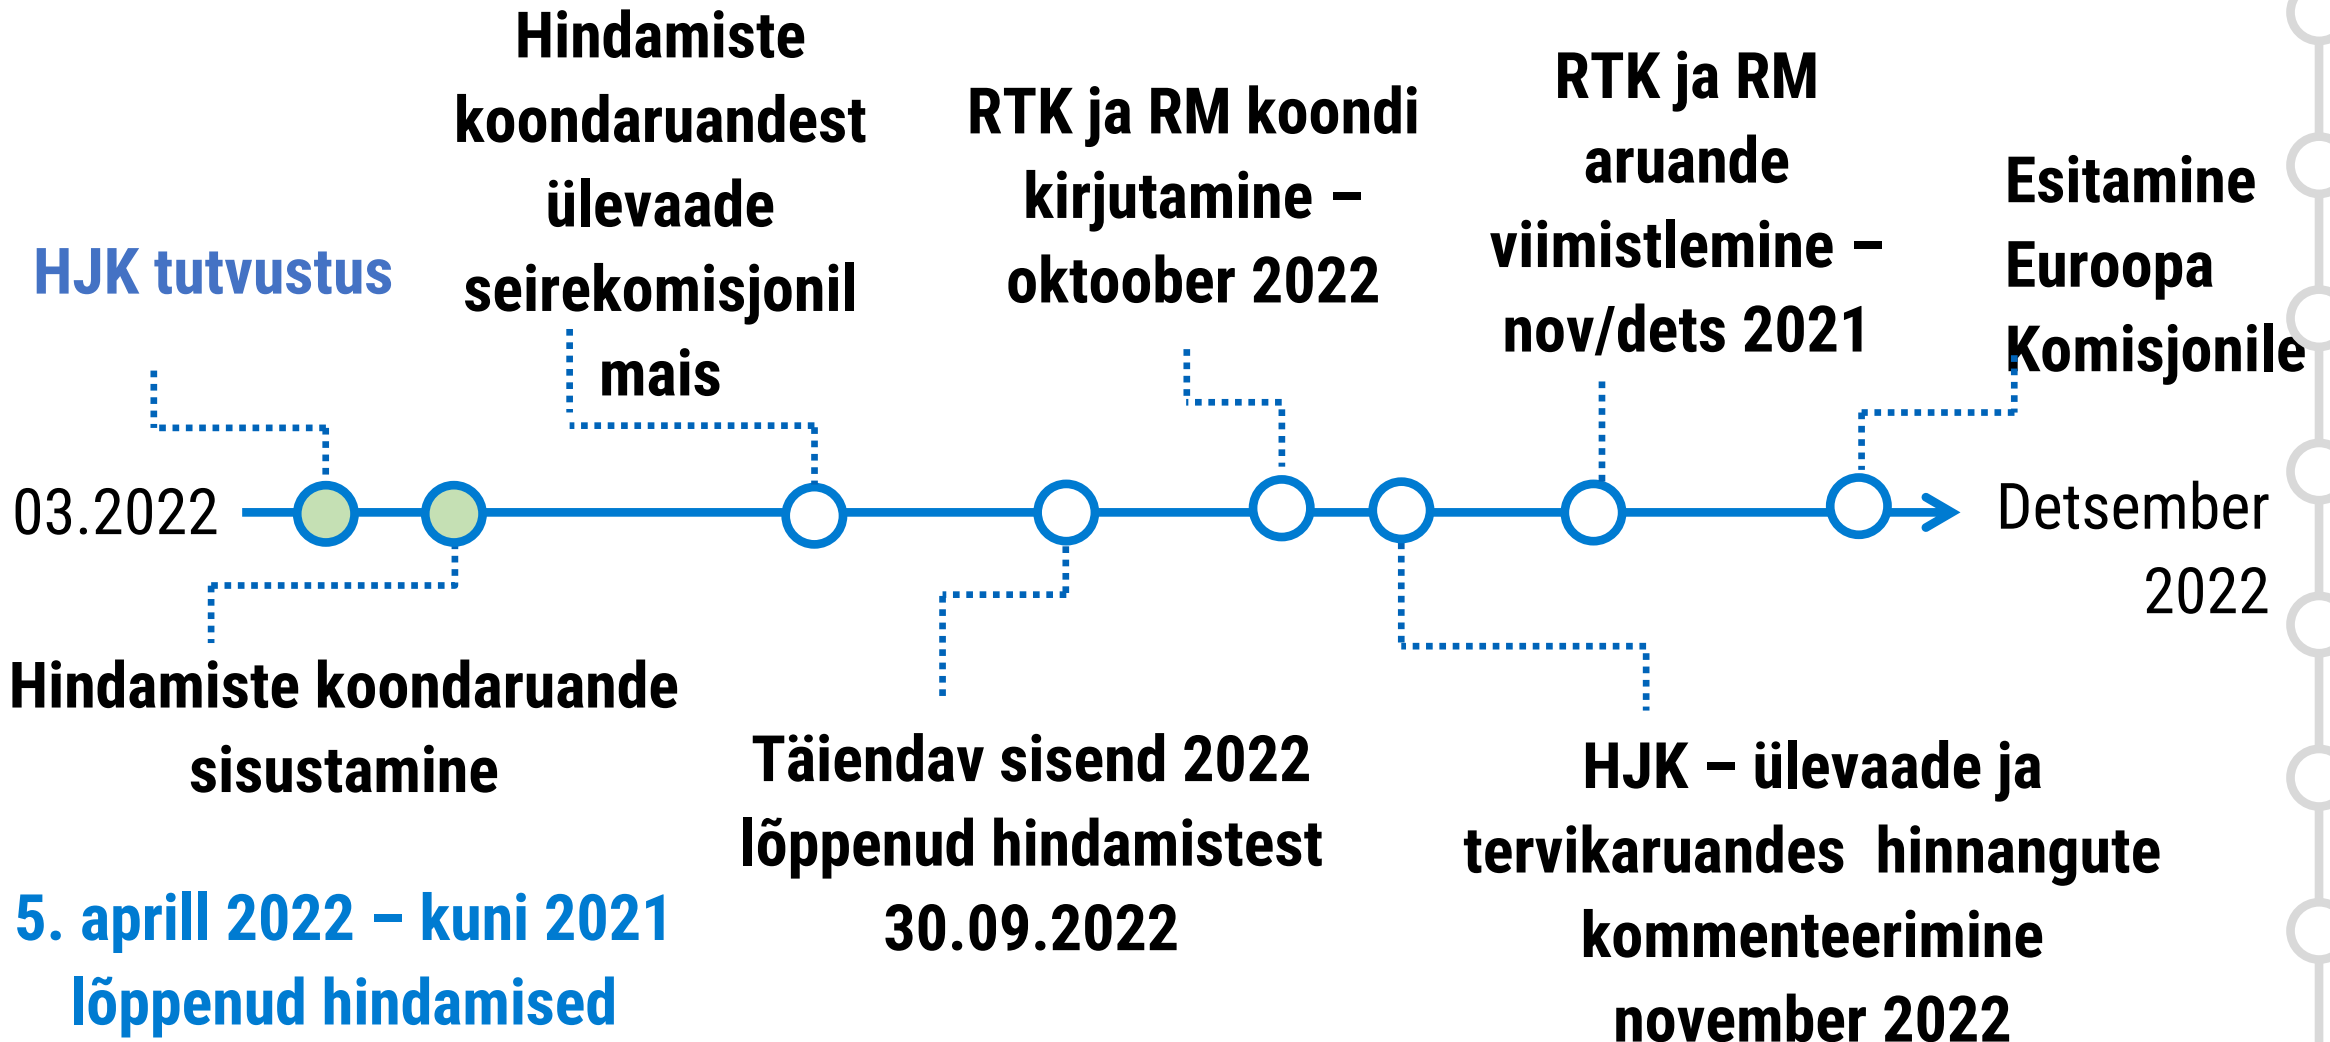 HJK tutvustus
Hindamiste
koondaruandest
ülevaade
seirekomisjonil
mais
RTK ja RM koondi
kirjutamine –
oktoober 2022
RTK ja RM
aruande
viimistlemine –
nov/dets 2021
Esitamine
Euroopa
Komisjonile
03.2022
Detsember
2022
Hindamiste koondaruande
sisustamine
5. aprill 2022 – kuni 2021
lõppenud hindamised
Täiendav sisend 2022
lõppenud hindamistest
30.09.2022
HJK – ülevaade ja
tervikaruandes hinnangute
kommenteerimine
november 2022